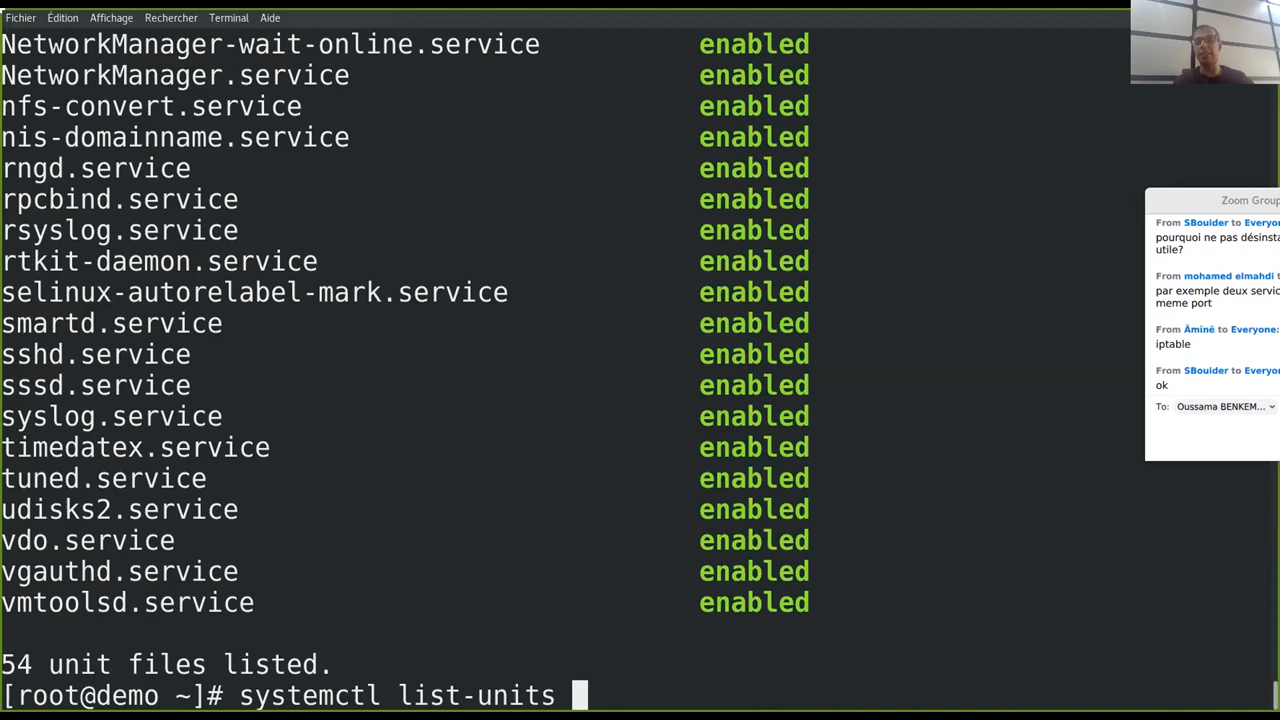 Fichier Édition Affichage Rechercher Terminal Aide
NetworkManager-wait-online.service enabled
NetworkManager.service enabled
nfs-convert.service enabled
nis-domainname.service enabled
rngd.service enabled
rpcbind.service enabled
rsyslog.service enabled
rtkit-daemon.service enabled
selinux-autorelabel-mark.service enabled
smartd.service enabled
sshd.service enabled
sssd.service enabled
syslog.service enabled
timedatex.service enabled
tuned.service enabled
udisks2.service enabled
vdo.service enabled
vgauthd.service enabled
vmtoolsd.service enabled
54 unit files listed.
[root@demo ~]# systemctl list-units
Zoom Group
From SBoulder to Everyo
pourquoi ne pas désinsta
utile?
From mohamed elmahdi t
par exemple deux servic
meme port
From Āmīnē to Everyone:
iptable
From SBoulder to Everyo
ok
To: Oussama BENKEM...